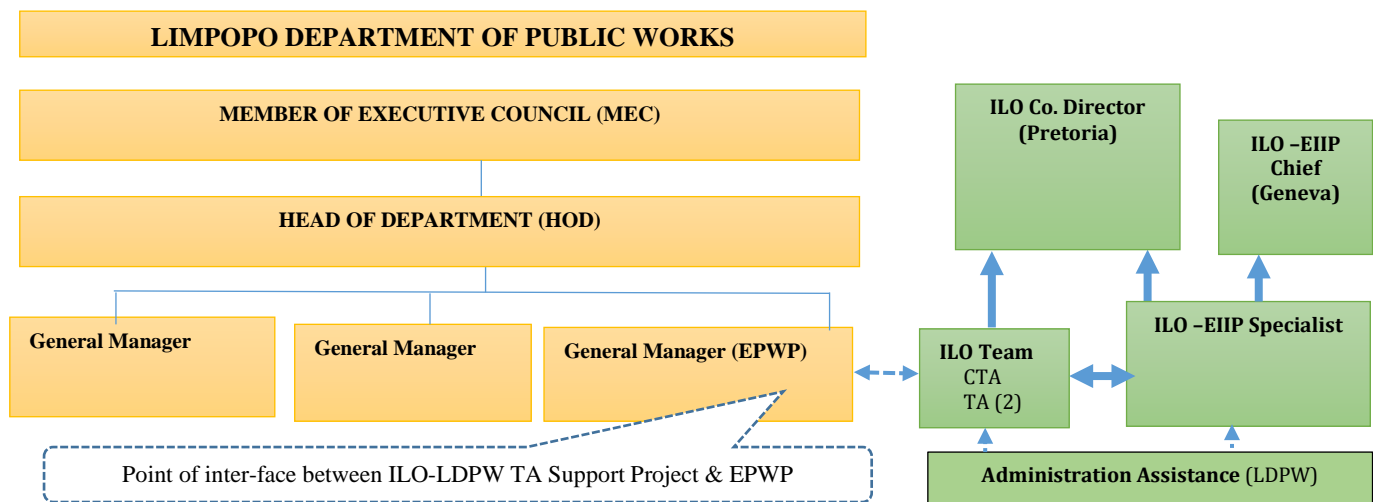 LIMPOPO DEPARTMENT OF PUBLIC WORKS
MEMBER OF EXECUTIVE COUNCIL (MEC)
HEAD OF DEPARTMENT (HOD)
General Manager
General Manager
General Manager (EPWP)
Point of inter-face between ILO-LDPW TA Support Project & EPWP
ILO Co. Director
(Pretoria)
ILO –EIIP
Chief
(Geneva)
ILO Team
CTA
TA (2)
ILO –EIIP Specialist
Administration Assistance (LDPW)